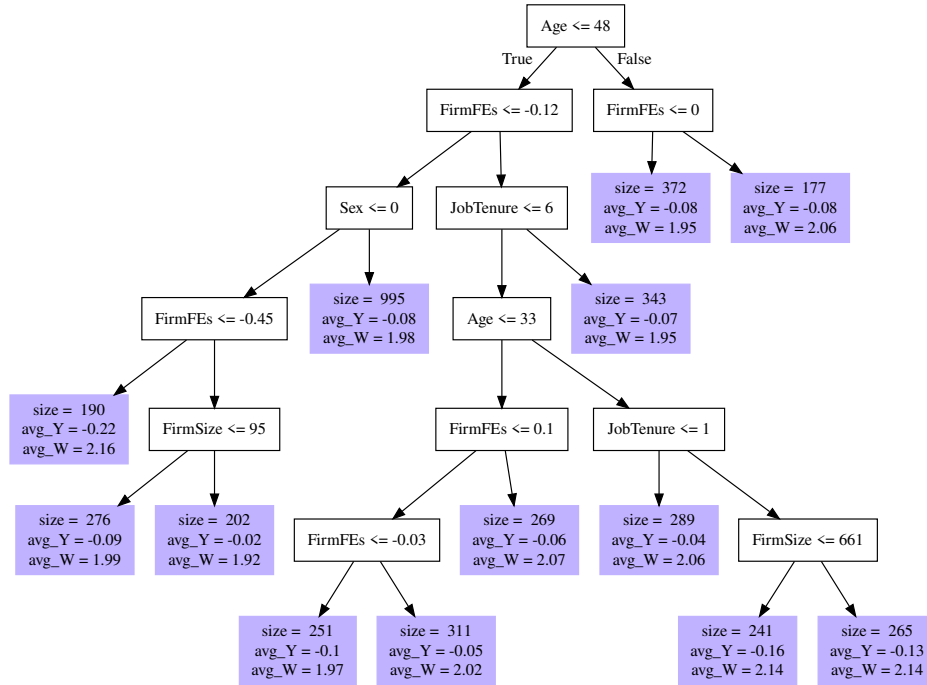 Age <= 48
True
False
FirmFEs <= -0.12
FirmFEs <= 0
Sex <= 0
JobTenure <= 6
size =  372
avg_Y = -0.08
avg_W = 1.95
size =  177
avg_Y = -0.08
avg_W = 2.06
FirmFEs <= -0.45
size =  995
avg_Y = -0.08
avg_W = 1.98
Age <= 33
size =  343
avg_Y = -0.07
avg_W = 1.95
size =  190
avg_Y = -0.22
avg_W = 2.16
FirmSize <= 95
FirmFEs <= 0.1
JobTenure <= 1
size =  276
avg_Y = -0.09
avg_W = 1.99
size =  202
avg_Y = -0.02
avg_W = 1.92
FirmFEs <= -0.03
size =  269
avg_Y = -0.06
avg_W = 2.07
size =  289
avg_Y = -0.04
avg_W = 2.06
FirmSize <= 661
size =  251
avg_Y = -0.1
avg_W = 1.97
size =  311
avg_Y = -0.05
avg_W = 2.02
size =  241
avg_Y = -0.16
avg_W = 2.14
size =  265
avg_Y = -0.13
avg_W = 2.14